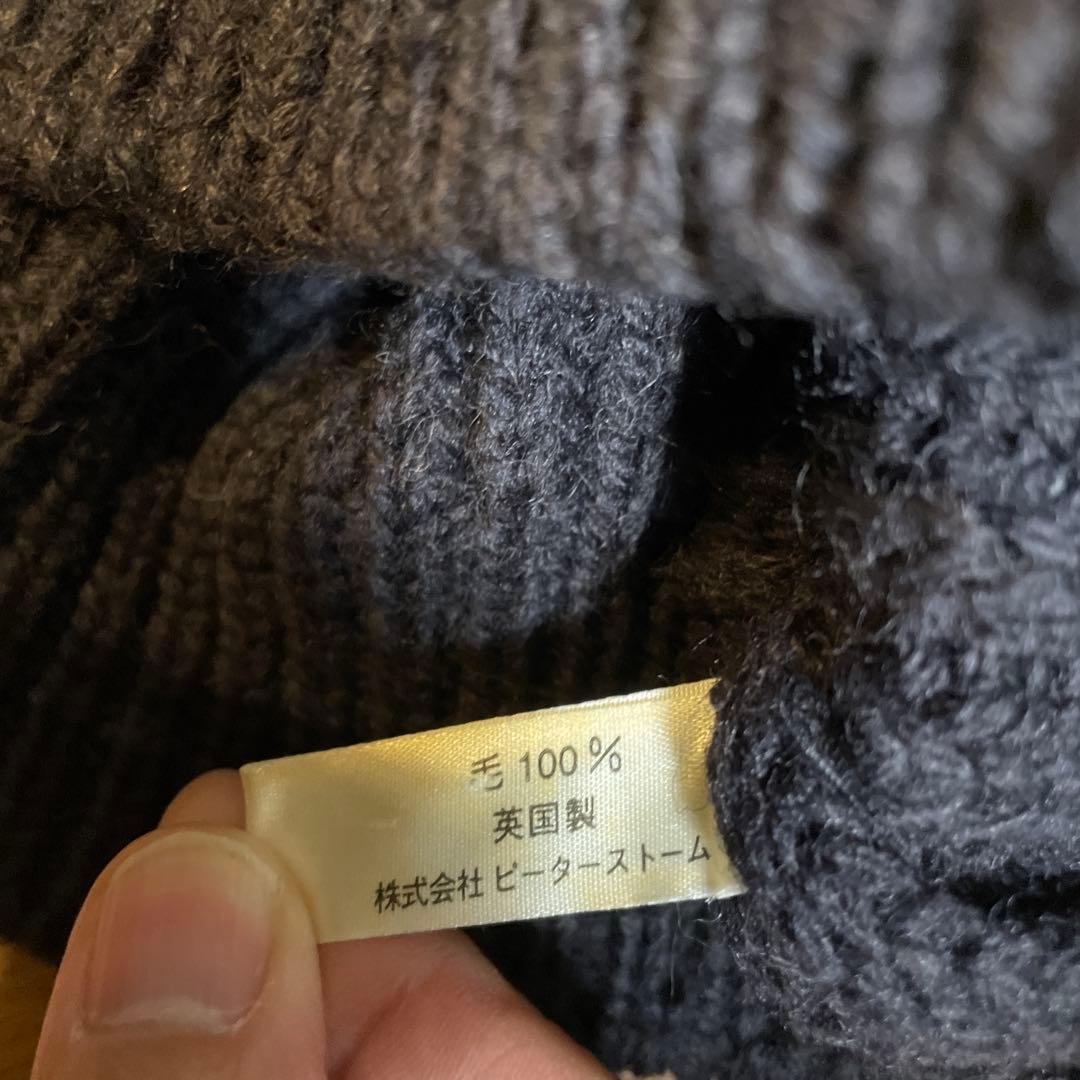 毛 100%
英国製
株式会社 ピーターストーム